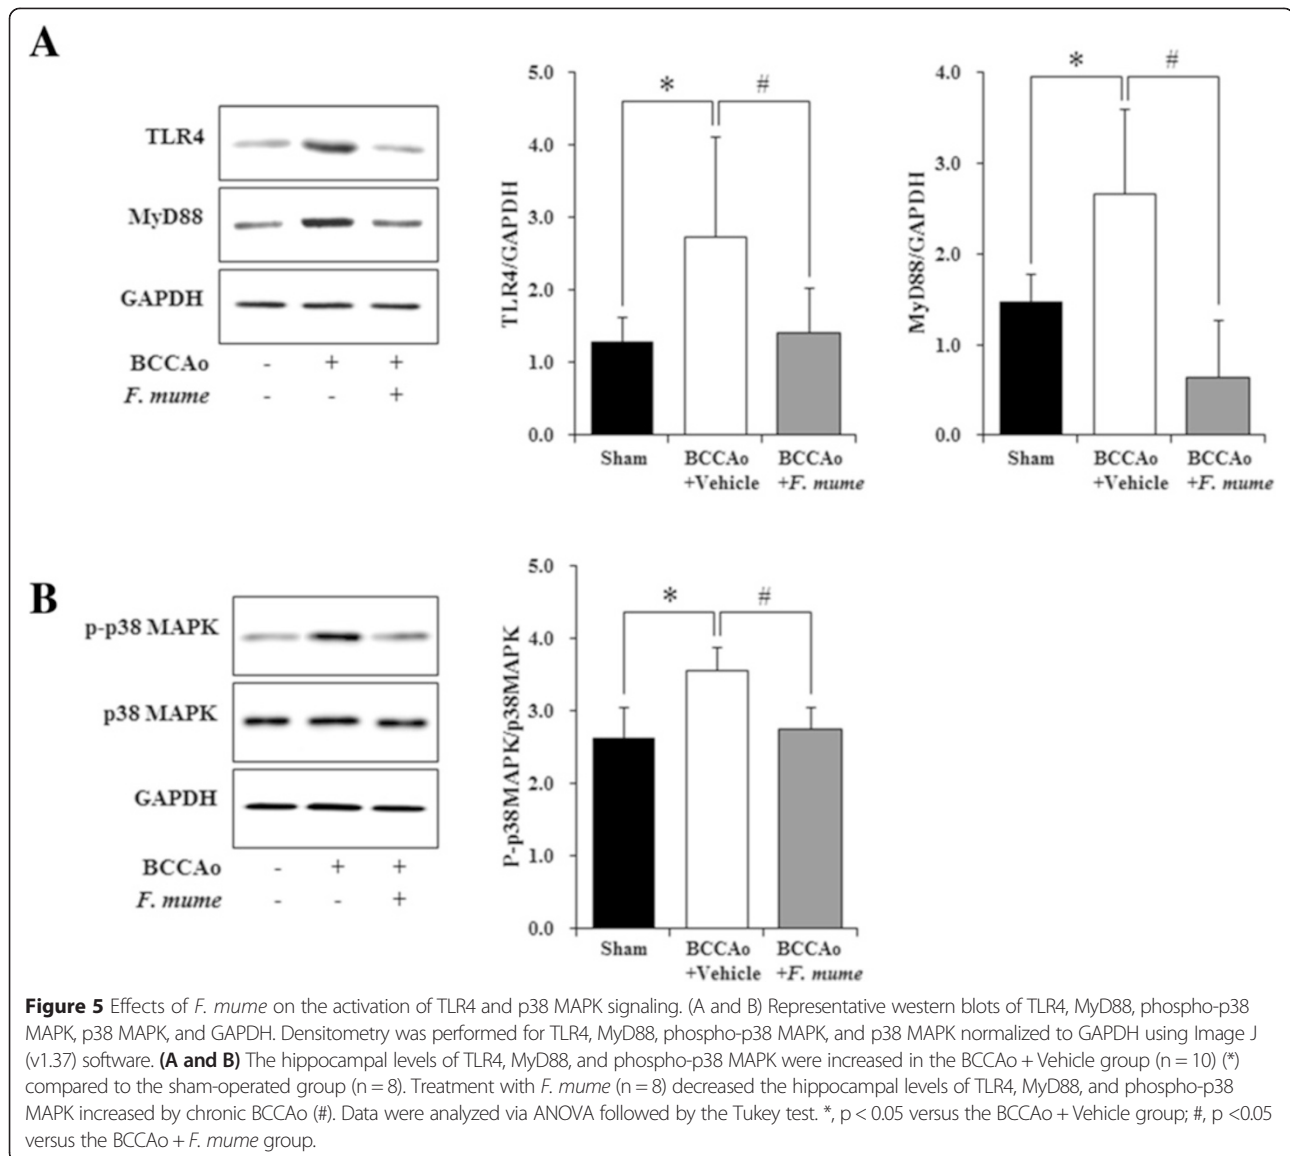 A
TLR4
MyD88
GAPDH
BCCAo - + +
F. mume - - +
TLR4/GAPDH
5.0
4.0
3.0
2.0
1.0
0.0
* #
Sham BCCAo BCCAo
+Vehicle +F. mume
MyD88/GAPDH
4.0
3.0
2.0
1.0
0.0
* #
Sham BCCAo BCCAo
+Vehicle +F. mume
B
p-p38 MAPK
p38 MAPK
GAPDH
BCCAo - + +
F. mume - - +
P-p38MAPK/p38MAPK
5.0
4.0
3.0
2.0
1.0
0.0
* #
Sham BCCAo BCCAo
+Vehicle +F. mume
Figure 5 Effects of F. mume on the activation of TLR4 and p38 MAPK signaling. (A and B) Representative western blots of TLR4, MyD88, phospho-p38
MAPK, p38 MAPK, and GAPDH. Densitometry was performed for TLR4, MyD88, phospho-p38 MAPK, and p38 MAPK normalized to GAPDH using Image J
(v1.37) software. (A and B) The hippocampal levels of TLR4, MyD88, and phospho-p38 MAPK were increased in the BCCAo + Vehicle group (n = 10) (*)
compared to the sham-operated group (n = 8). Treatment with F. mume (n = 8) decreased the hippocampal levels of TLR4, MyD88, and phospho-p38
MAPK increased by chronic BCCAo (#). Data were analyzed via ANOVA followed by the Tukey test. *, p < 0.05 versus the BCCAo + Vehicle group; #, p <0.05
versus the BCCAo + F. mume group.